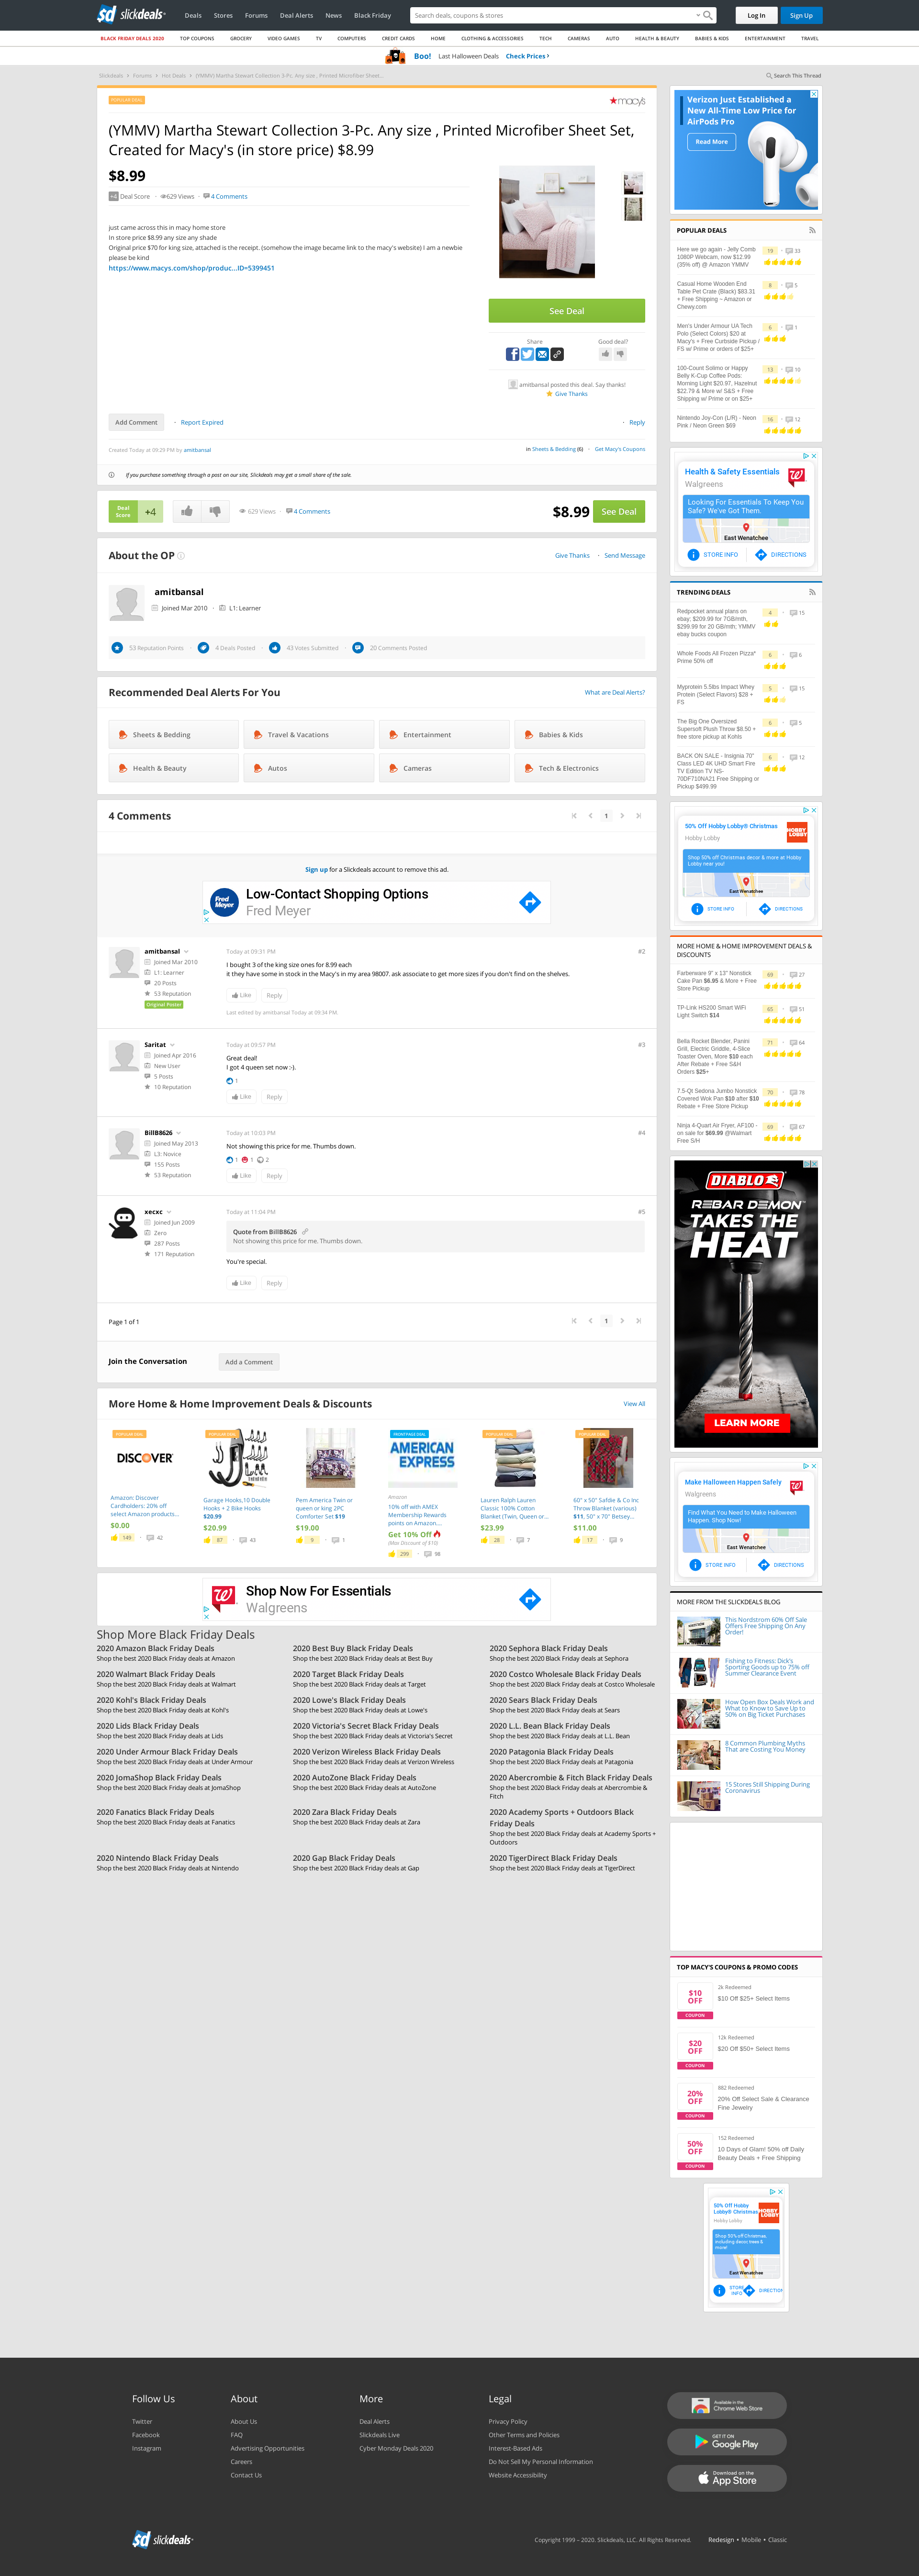 slickdeals
Deals Stores Forums Deal Alerts News Black Friday
Search deals, coupons & stores
Log In Sign Up
BLACK FRIDAY DEALS 2020 TOP COUPONS GROCERY VIDEO GAMES TV COMPUTERS CREDIT CARDS HOME CLOTHING & ACCESSORIES TECH CAMERAS AUTO HEALTH & BEAUTY BABIES & KIDS ENTERTAINMENT TRAVEL
Boo! Last Halloween Deals Check Prices ›
Slickdeals › Forums › Hot Deals › (YMMV) Martha Stewart Collection 3-Pc. Any size , Printed Microfiber Sheet...
Search This Thread
POPULAR DEAL
★macys
(YMMV) Martha Stewart Collection 3-Pc. Any size , Printed Microfiber Sheet Set,
Created for Macy's (in store price) $8.99
$8.99
+4 Deal Score 629 Views 4 Comments
just came across this in macy home store
In store price $8.99 any size any shade
Original price $70 for king size, attached is the receipt. (somehow the image became link to the macy's website) I am a newbie
please be kind
https://www.macys.com/shop/produc...ID=5399451
See Deal
Share Good deal?
amitbansal posted this deal. Say thanks!
Give Thanks
Add Comment Report Expired Reply
Created Today at 09:29 PM by amitbansal
in Sheets & Bedding (6) Get Macy's Coupons
If you purchase something through a post on our site, Slickdeals may get a small share of the sale.
Deal
Score
+4
629 Views 4 Comments
$8.99 See Deal
About the OP
Give Thanks Send Message
amitbansal
Joined Mar 2010 L1: Learner
53 Reputation Points 4 Deals Posted 43 Votes Submitted 20 Comments Posted
Recommended Deal Alerts For You
What are Deal Alerts?
Sheets & Bedding Travel & Vacations Entertainment Babies & Kids
Health & Beauty Autos Cameras Tech & Electronics
4 Comments
1
Sign up for a Slickdeals account to remove this ad.
Fred Meyer
Low-Contact Shopping Options
Fred Meyer
amitbansal
Joined Mar 2010
L1: Learner
20 Posts
53 Reputation
Original Poster
Today at 09:31 PM
#2
I bought 3 of the king size ones for 8.99 each
it they have some in stock in the Macy's in my area 98007. ask associate to get more sizes if you don't find on the shelves.
Like Reply
Last edited by amitbansal Today at 09:34 PM.
Saritat
Joined Apr 2016
New User
5 Posts
10 Reputation
Today at 09:57 PM
#3
Great deal!
I got 4 queen set now :-).
1
Like Reply
BillB8626
Joined May 2013
L3: Novice
155 Posts
53 Reputation
Today at 10:03 PM
#4
Not showing this price for me. Thumbs down.
1 1 2
Like Reply
xecxc
Joined Jun 2009
Zero
287 Posts
171 Reputation
Today at 11:04 PM
#5
Quote from BillB8626
Not showing this price for me. Thumbs down.
You're special.
Like Reply
Page 1 of 1
1
Join the Conversation Add a Comment
More Home & Home Improvement Deals & Discounts
View All
POPULAR DEAL
DISCOVER
Amazon: Discover
Cardholders: 20% off
select Amazon products...
$0.00
149 42
POPULAR DEAL
Garage Hooks,10 Double
Hooks + 2 Bike Hooks
$20.99
$20.99
87 43
Pem America Twin or
queen or king 2PC
Comforter Set $19
$19.00
9 1
FRONTPAGE DEAL
AMERICAN
EXPRESS
Amazon
10% off with AMEX
Membership Rewards
points on Amazon....
Get 10% Off
(Max Discount of $10)
299 98
POPULAR DEAL
Lauren Ralph Lauren
Classic 100% Cotton
Blanket (Twin, Queen or...
$23.99
28 7
POPULAR DEAL
60" x 50" Safdie & Co Inc
Throw Blanket (various)
$11, 50" x 70" Betsey...
$11.00
17 9
Shop Now For Essentials
Walgreens
Shop More Black Friday Deals
2020 Amazon Black Friday Deals
Shop the best 2020 Black Friday deals at Amazon
2020 Best Buy Black Friday Deals
Shop the best 2020 Black Friday deals at Best Buy
2020 Sephora Black Friday Deals
Shop the best 2020 Black Friday deals at Sephora
2020 Walmart Black Friday Deals
Shop the best 2020 Black Friday deals at Walmart
2020 Target Black Friday Deals
Shop the best 2020 Black Friday deals at Target
2020 Costco Wholesale Black Friday Deals
Shop the best 2020 Black Friday deals at Costco Wholesale
2020 Kohl's Black Friday Deals
Shop the best 2020 Black Friday deals at Kohl's
2020 Lowe's Black Friday Deals
Shop the best 2020 Black Friday deals at Lowe's
2020 Sears Black Friday Deals
Shop the best 2020 Black Friday deals at Sears
2020 Lids Black Friday Deals
Shop the best 2020 Black Friday deals at Lids
2020 Victoria's Secret Black Friday Deals
Shop the best 2020 Black Friday deals at Victoria's Secret
2020 L.L. Bean Black Friday Deals
Shop the best 2020 Black Friday deals at L.L. Bean
2020 Under Armour Black Friday Deals
Shop the best 2020 Black Friday deals at Under Armour
2020 Verizon Wireless Black Friday Deals
Shop the best 2020 Black Friday deals at Verizon Wireless
2020 Patagonia Black Friday Deals
Shop the best 2020 Black Friday deals at Patagonia
2020 JomaShop Black Friday Deals
Shop the best 2020 Black Friday deals at JomaShop
2020 AutoZone Black Friday Deals
Shop the best 2020 Black Friday deals at AutoZone
2020 Abercrombie & Fitch Black Friday Deals
Shop the best 2020 Black Friday deals at Abercrombie &
Fitch
2020 Fanatics Black Friday Deals
Shop the best 2020 Black Friday deals at Fanatics
2020 Zara Black Friday Deals
Shop the best 2020 Black Friday deals at Zara
2020 Academy Sports + Outdoors Black
Friday Deals
Shop the best 2020 Black Friday deals at Academy Sports +
Outdoors
2020 Nintendo Black Friday Deals
Shop the best 2020 Black Friday deals at Nintendo
2020 Gap Black Friday Deals
Shop the best 2020 Black Friday deals at Gap
2020 TigerDirect Black Friday Deals
Shop the best 2020 Black Friday deals at TigerDirect
Verizon Just Established a
New All-Time Low Price for
AirPods Pro
Read More
POPULAR DEALS
Here we go again - Jelly Comb
1080P Webcam, now $12.99
(35% off) @ Amazon YMMV
19 33
Casual Home Wooden End
Table Pet Crate (Black) $83.31
+ Free Shipping ~ Amazon or
Chewy.com
8 5
Men's Under Armour UA Tech
Polo (Select Colors) $20 at
Macy's + Free Curbside Pickup /
FS w/ Prime or orders of $25+
6 1
100-Count Solimo or Happy
Belly K-Cup Coffee Pods:
Morning Light $20.97, Hazelnut
$22.79 & More w/ S&S + Free
Shipping w/ Prime or on $25+
13 10
Nintendo Joy-Con (L/R) - Neon
Pink / Neon Green $69
16 12
Health & Safety Essentials
Walgreens
Looking For Essentials To Keep You
Safe? We've Got Them.
East Wenatchee
STORE INFO DIRECTIONS
TRENDING DEALS
Redpocket annual plans on
ebay: $209.99 for 7GB/mth,
$299.99 for 20 GB/mth; YMMV
ebay bucks coupon
4 15
Whole Foods All Frozen Pizza*
Prime 50% off
6 6
Myprotein 5.5lbs Impact Whey
Protein (Select Flavors) $28 +
FS
5 15
The Big One Oversized
Supersoft Plush Throw $8.50 +
free store pickup at Kohls
6 5
BACK ON SALE - Insignia 70"
Class LED 4K UHD Smart Fire
TV Edition TV NS-
70DF710NA21 Free Shipping or
Pickup $499.99
6 12
50% Off Hobby Lobby® Christmas
Hobby Lobby
HOBBY
LOBBY
Shop 50% off Christmas décor & more at Hobby
Lobby near you!
East Wenatchee
STORE INFO DIRECTIONS
MORE HOME & HOME IMPROVEMENT DEALS &
DISCOUNTS
Farberware 9" x 13" Nonstick
Cake Pan $6.95 & More + Free
Store Pickup
69 27
TP-Link HS200 Smart WiFi
Light Switch $14
65 51
Bella Rocket Blender, Panini
Grill, Electric Griddle, 4-Slice
Toaster Oven, More $10 each
After Rebate + Free S&H
Orders $25+
71 64
7.5-Qt Sedona Jumbo Nonstick
Covered Wok Pan $10 after $10
Rebate + Free Store Pickup
70 78
Ninja 4-Quart Air Fryer, AF100 -
on sale for $69.99 @Walmart
Free S/H
69 67
DIABLO
REBAR DEMON
TAKES THE
HEAT
LEARN MORE
Make Halloween Happen Safely
Walgreens
Find What You Need to Make Halloween
Happen. Shop Now!
East Wenatchee
STORE INFO DIRECTIONS
MORE FROM THE SLICKDEALS BLOG
This Nordstrom 60% Off Sale
Offers Free Shipping On Any
Order!
Fishing to Fitness: Dick's
Sporting Goods up to 75% off
Summer Clearance Event
How Open Box Deals Work and
What to Know to Save Up to
50% on Big Ticket Purchases
8 Common Plumbing Myths
That are Costing You Money
15 Stores Still Shipping During
Coronavirus
TOP MACY'S COUPONS & PROMO CODES
$10
OFF
COUPON
2k Redeemed
$10 Off $25+ Select Items
$20
OFF
COUPON
12k Redeemed
$20 Off $50+ Select Items
20%
OFF
COUPON
882 Redeemed
20% Off Select Sale & Clearance
Fine Jewelry
50%
OFF
COUPON
152 Redeemed
10 Days of Glam! 50% off Daily
Beauty Deals + Free Shipping
50% Off Hobby
Lobby® Christmas
Hobby Lobby
HOBBY
LOBBY
Shop 50% off Christmas,
including décor, trees &
more!
East Wenatchee
STORE
INFO
DIRECTION
Follow Us
Twitter
Facebook
Instagram
About
About Us
FAQ
Advertising Opportunities
Careers
Contact Us
More
Deal Alerts
Slickdeals Live
Cyber Monday Deals 2020
Legal
Privacy Policy
Other Terms and Policies
Interest-Based Ads
Do Not Sell My Personal Information
Website Accessibility
Available in the
Chrome Web Store
GET IT ON
Google Play
Download on the
App Store
slickdeals
Copyright 1999 – 2020. Slickdeals, LLC. All Rights Reserved. Redesign • Mobile • Classic